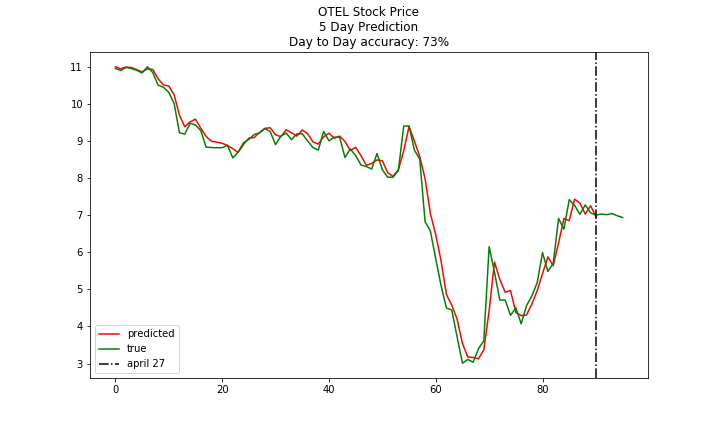 OTEL Stock Price
5 Day Prediction
Day to Day accuracy: 73%
11
10
9
8
7
6
5
4
3
predicted
true
april 27
0
20
40
60
80